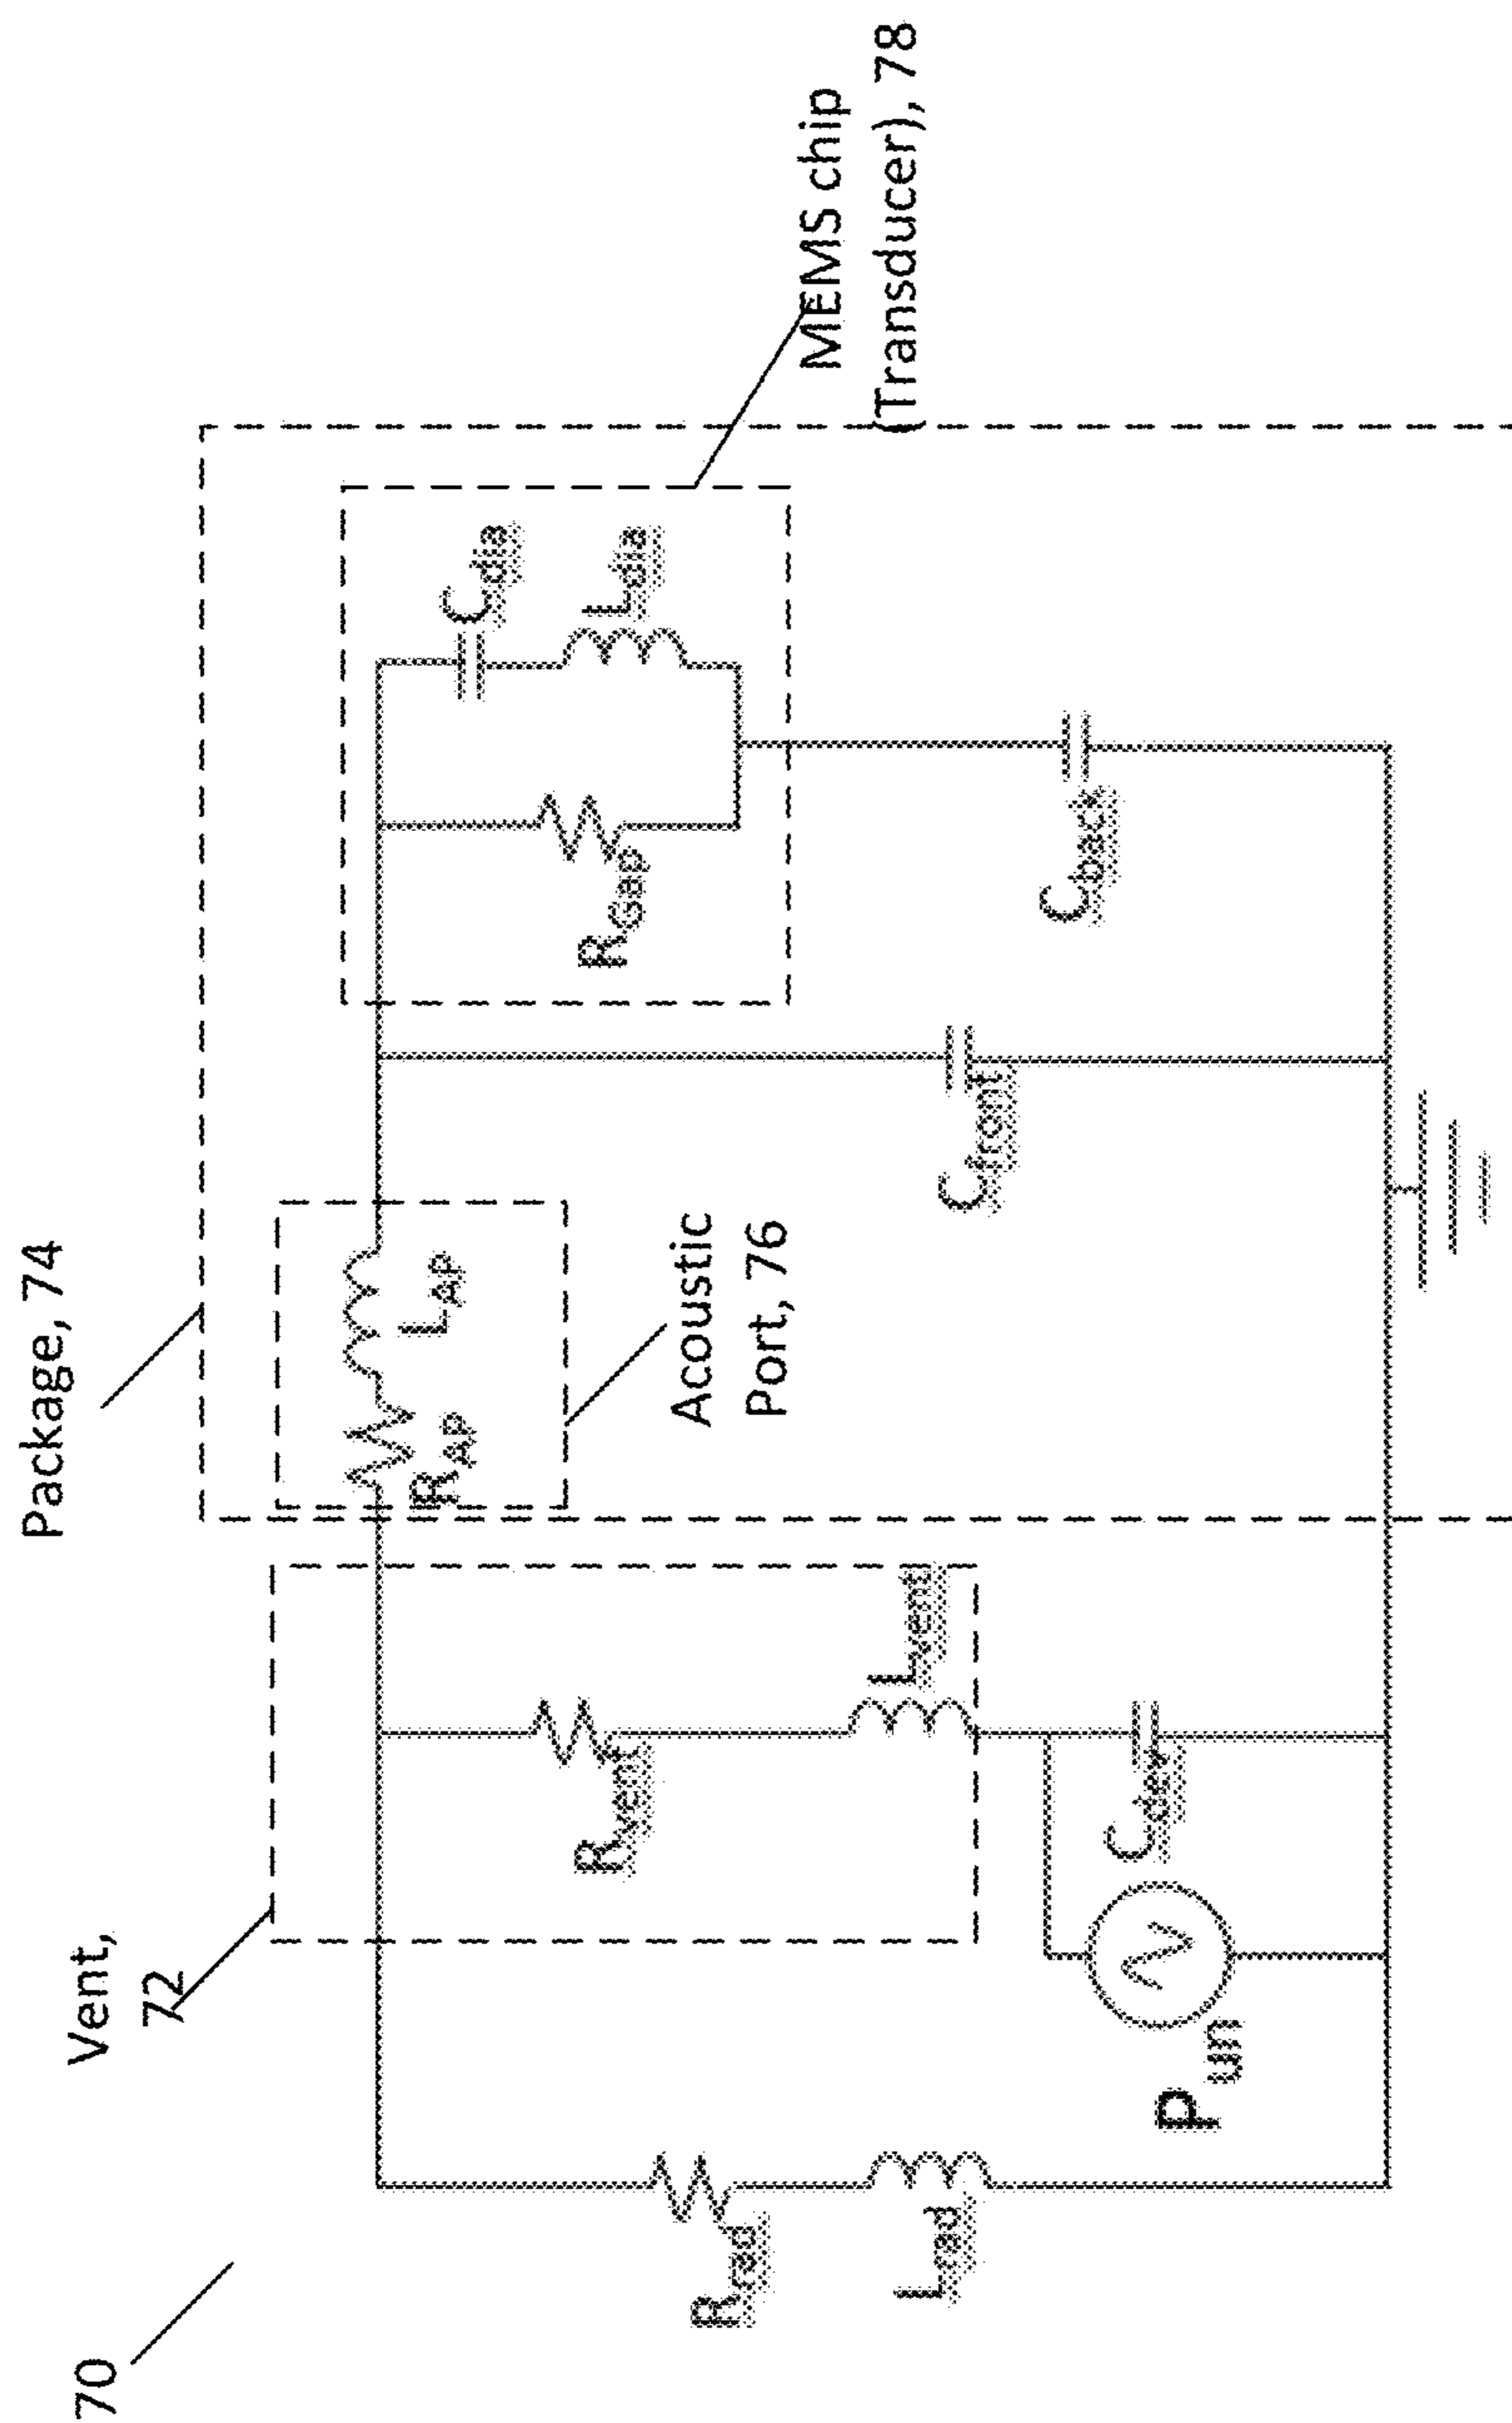 70
Vent,
72
Package, 74
R_rad
L_rad
P_un
R_vent
L_vent
C_dev
R_AP
L_AP
Acoustic
Port, 76
C_front
R_Gap
C_dia
L_dia
C_back
MEMS chip
(Transducer), 78